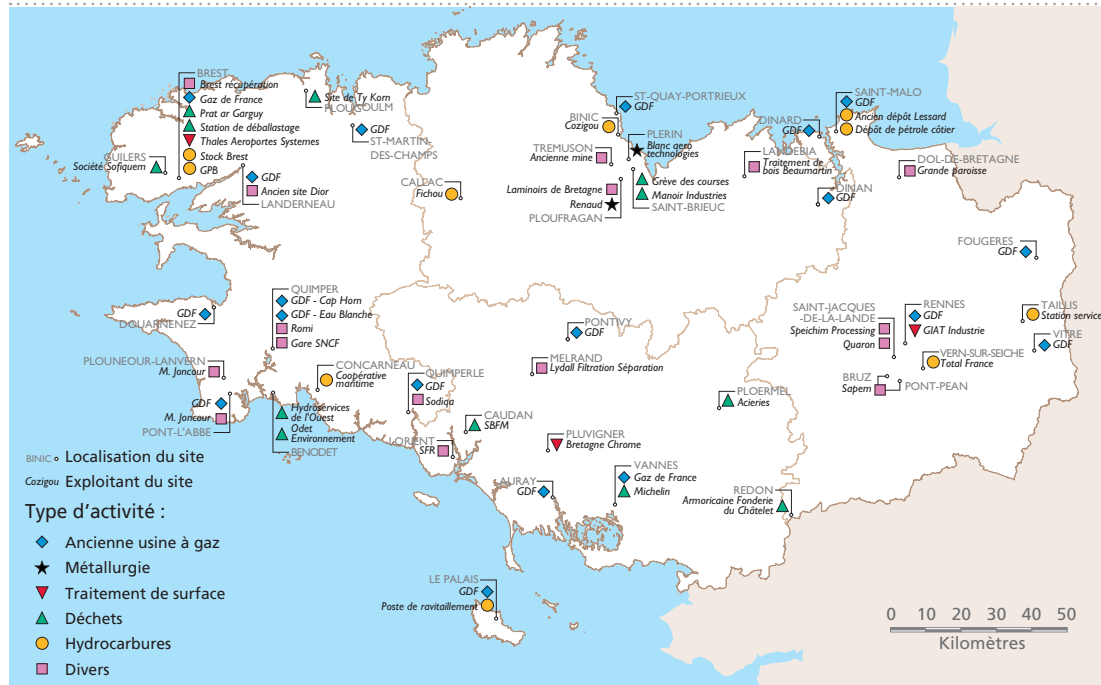 BREST
Brest récupération
Gaz de France
Prat ar Garguy
Station de déballastage
Thales Aeroportes Systemes
Stock Brest
GPB
GUILERS
Société Sofiquem
GDF
Ancien site Dior
LANDERNEAU
Site de Ty Korn
PLOUGOULM
GDF
ST-MARTIN
DES-CHAMPS
CALLAC
Fichou
ST-QUAY-PORTRIEUX
GDF
BINIC
Cozigou
PLERIN
Blanc aero
technologies
TREMUSON
Ancienne mine
Laminoirs de Bretagne
Renaud
PLOUFRAGAN
Grève des courses
Manoir Industries
SAINT-BRIEUC
DINARD
GDF
LANDEBIA
Traitement de
bois Beaumartin
SAINT-MALO
GDF
Ancien dépôt Lessard
Dépôt de pétrole côtier
DOL-DE-BRETAGNE
Grande paroisse
DINAN
GDF
FOUGERES
GDF
QUIMPER
GDF - Cap Horn
GDF - Eau Blanche
Romi
Gare SNCF
GDF
DOUARNENEZ
PLOUNEOUR-LANVERN
M. Joncour
GDF
M. Joncour
PONT-L'ABBE
CONCARNEAU
Coopérative
maritime
Hydroservices
de l'Ouest
Odet
Environnement
BENODET
QUIMPERLE
GDF
Sodiqa
CAUDAN
SBFM
LORIENT
SFR
PONTIVY
GDF
MELRAND
Lydall Filtration Séparation
PLUVIGNER
Bretagne Chrome
AURAY
GDF
VANNES
Gaz de France
Michelin
PLOERMEL
Acieries
REDON
Armoricaine Fonderie
du Châtelet
SAINT-JACQUES
-DE-LA-LANDE
Speichim Processing
Quaron
RENNES
GDF
GIAT Industrie
VERN-SUR-SEICHE
Total France
BRUZ
Sapem
PONT-PEAN
TAILLIS
Station service
VITRE
GDF
LE PALAIS
GDF
Poste de ravitaillement
BINIC Localisation du site
Cozigou Exploitant du site
Type d'activité :
Ancienne usine à gaz
Métallurgie
Traitement de surface
Déchets
Hydrocarbures
Divers
0 10 20 30 40 50
Kilomètres